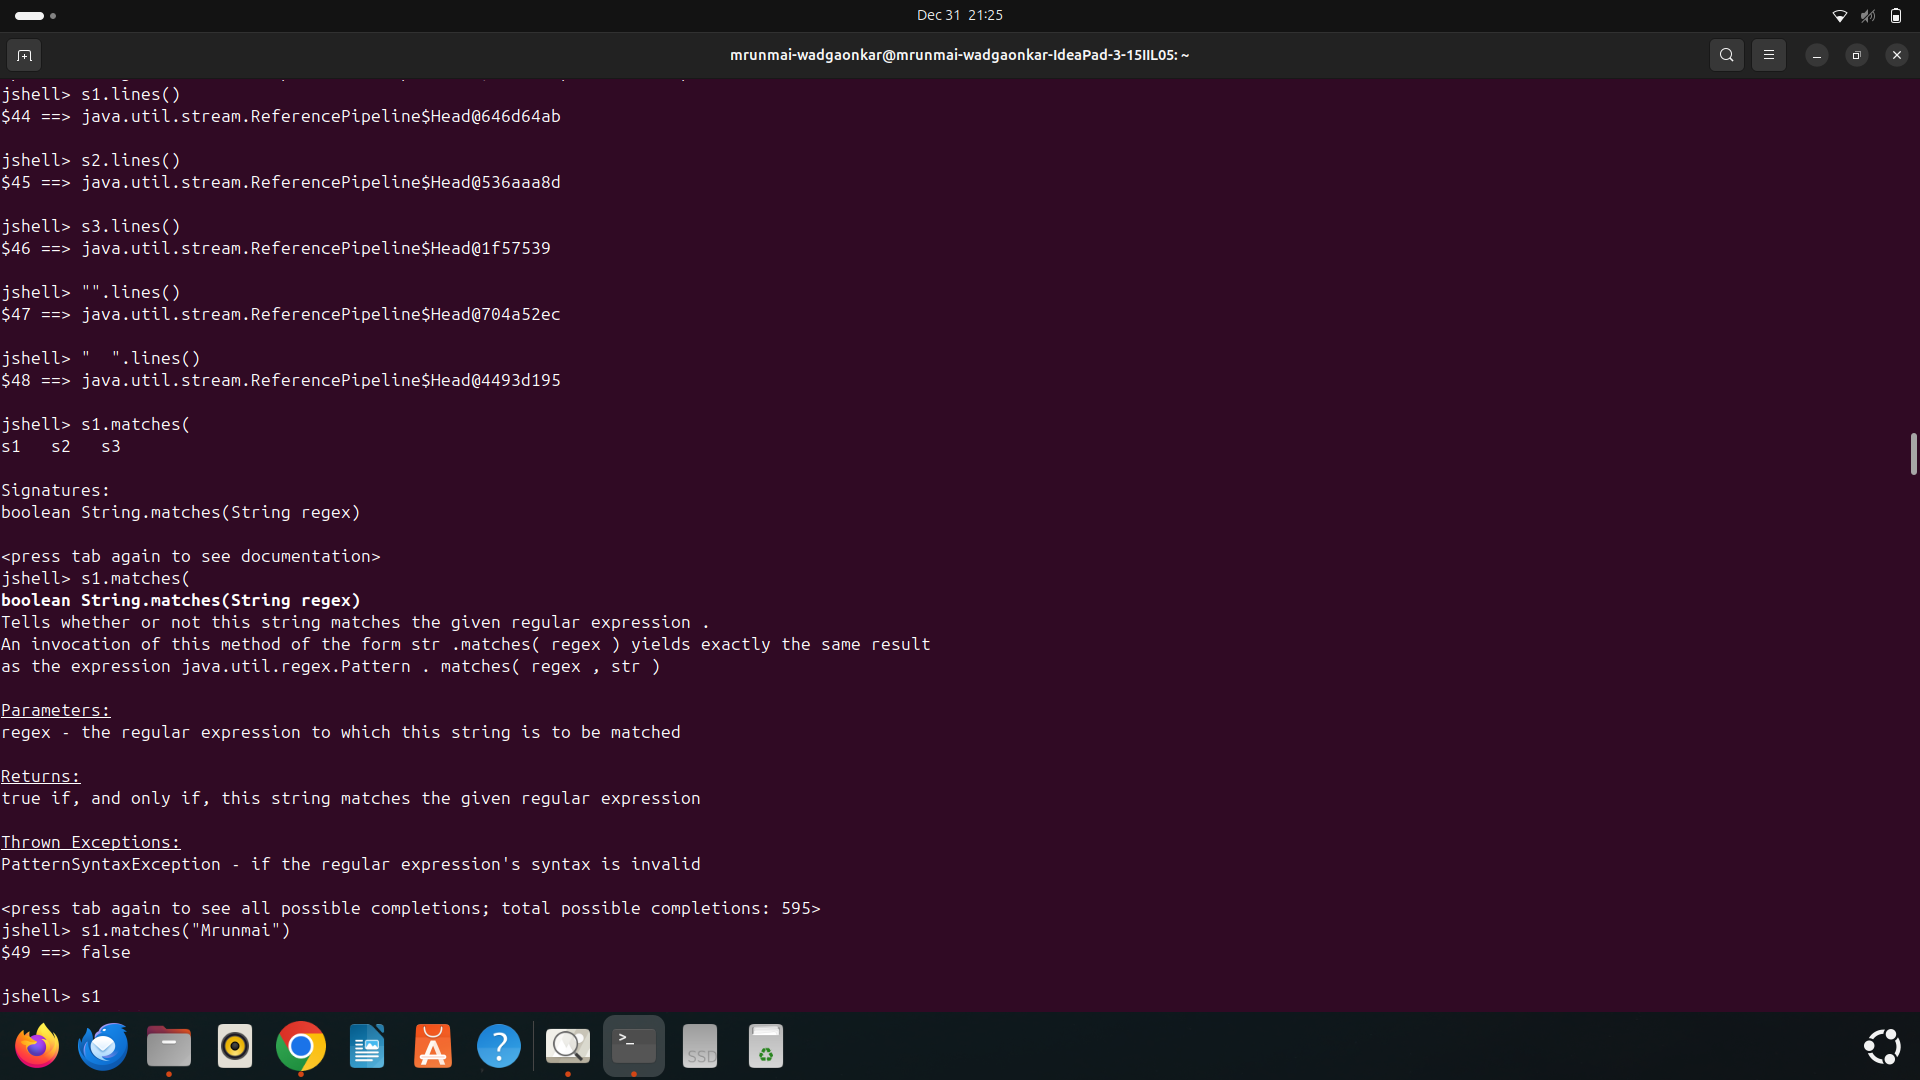 Dec 31 21:25
mrunmai-wadgaonkar@mrunmai-wadgaonkar-IdeaPad-3-15IIL05: ~
jshell> s1.lines()
$44 ==> java.util.stream.ReferencePipeline$Head@646d64ab
jshell> s2.lines()
$45 ==> java.util.stream.ReferencePipeline$Head@536aaa8d
jshell> s3.lines()
$46 ==> java.util.stream.ReferencePipeline$Head@1f57539
jshell> "".lines()
$47 ==> java.util.stream.ReferencePipeline$Head@704a52ec
jshell> "  ".lines()
$48 ==> java.util.stream.ReferencePipeline$Head@4493d195
jshell> s1.matches(
s1   s2   s3
Signatures:
boolean String.matches(String regex)
<press tab again to see documentation>
jshell> s1.matches(
boolean String.matches(String regex)
Tells whether or not this string matches the given regular expression .
An invocation of this method of the form str .matches( regex ) yields exactly the same result
as the expression java.util.regex.Pattern . matches( regex , str )
Parameters:
regex - the regular expression to which this string is to be matched
Returns:
true if, and only if, this string matches the given regular expression
Thrown Exceptions:
PatternSyntaxException - if the regular expression's syntax is invalid
<press tab again to see all possible completions; total possible completions: 595>
jshell> s1.matches("Mrunmai")
$49 ==> false
jshell> s1
SSD